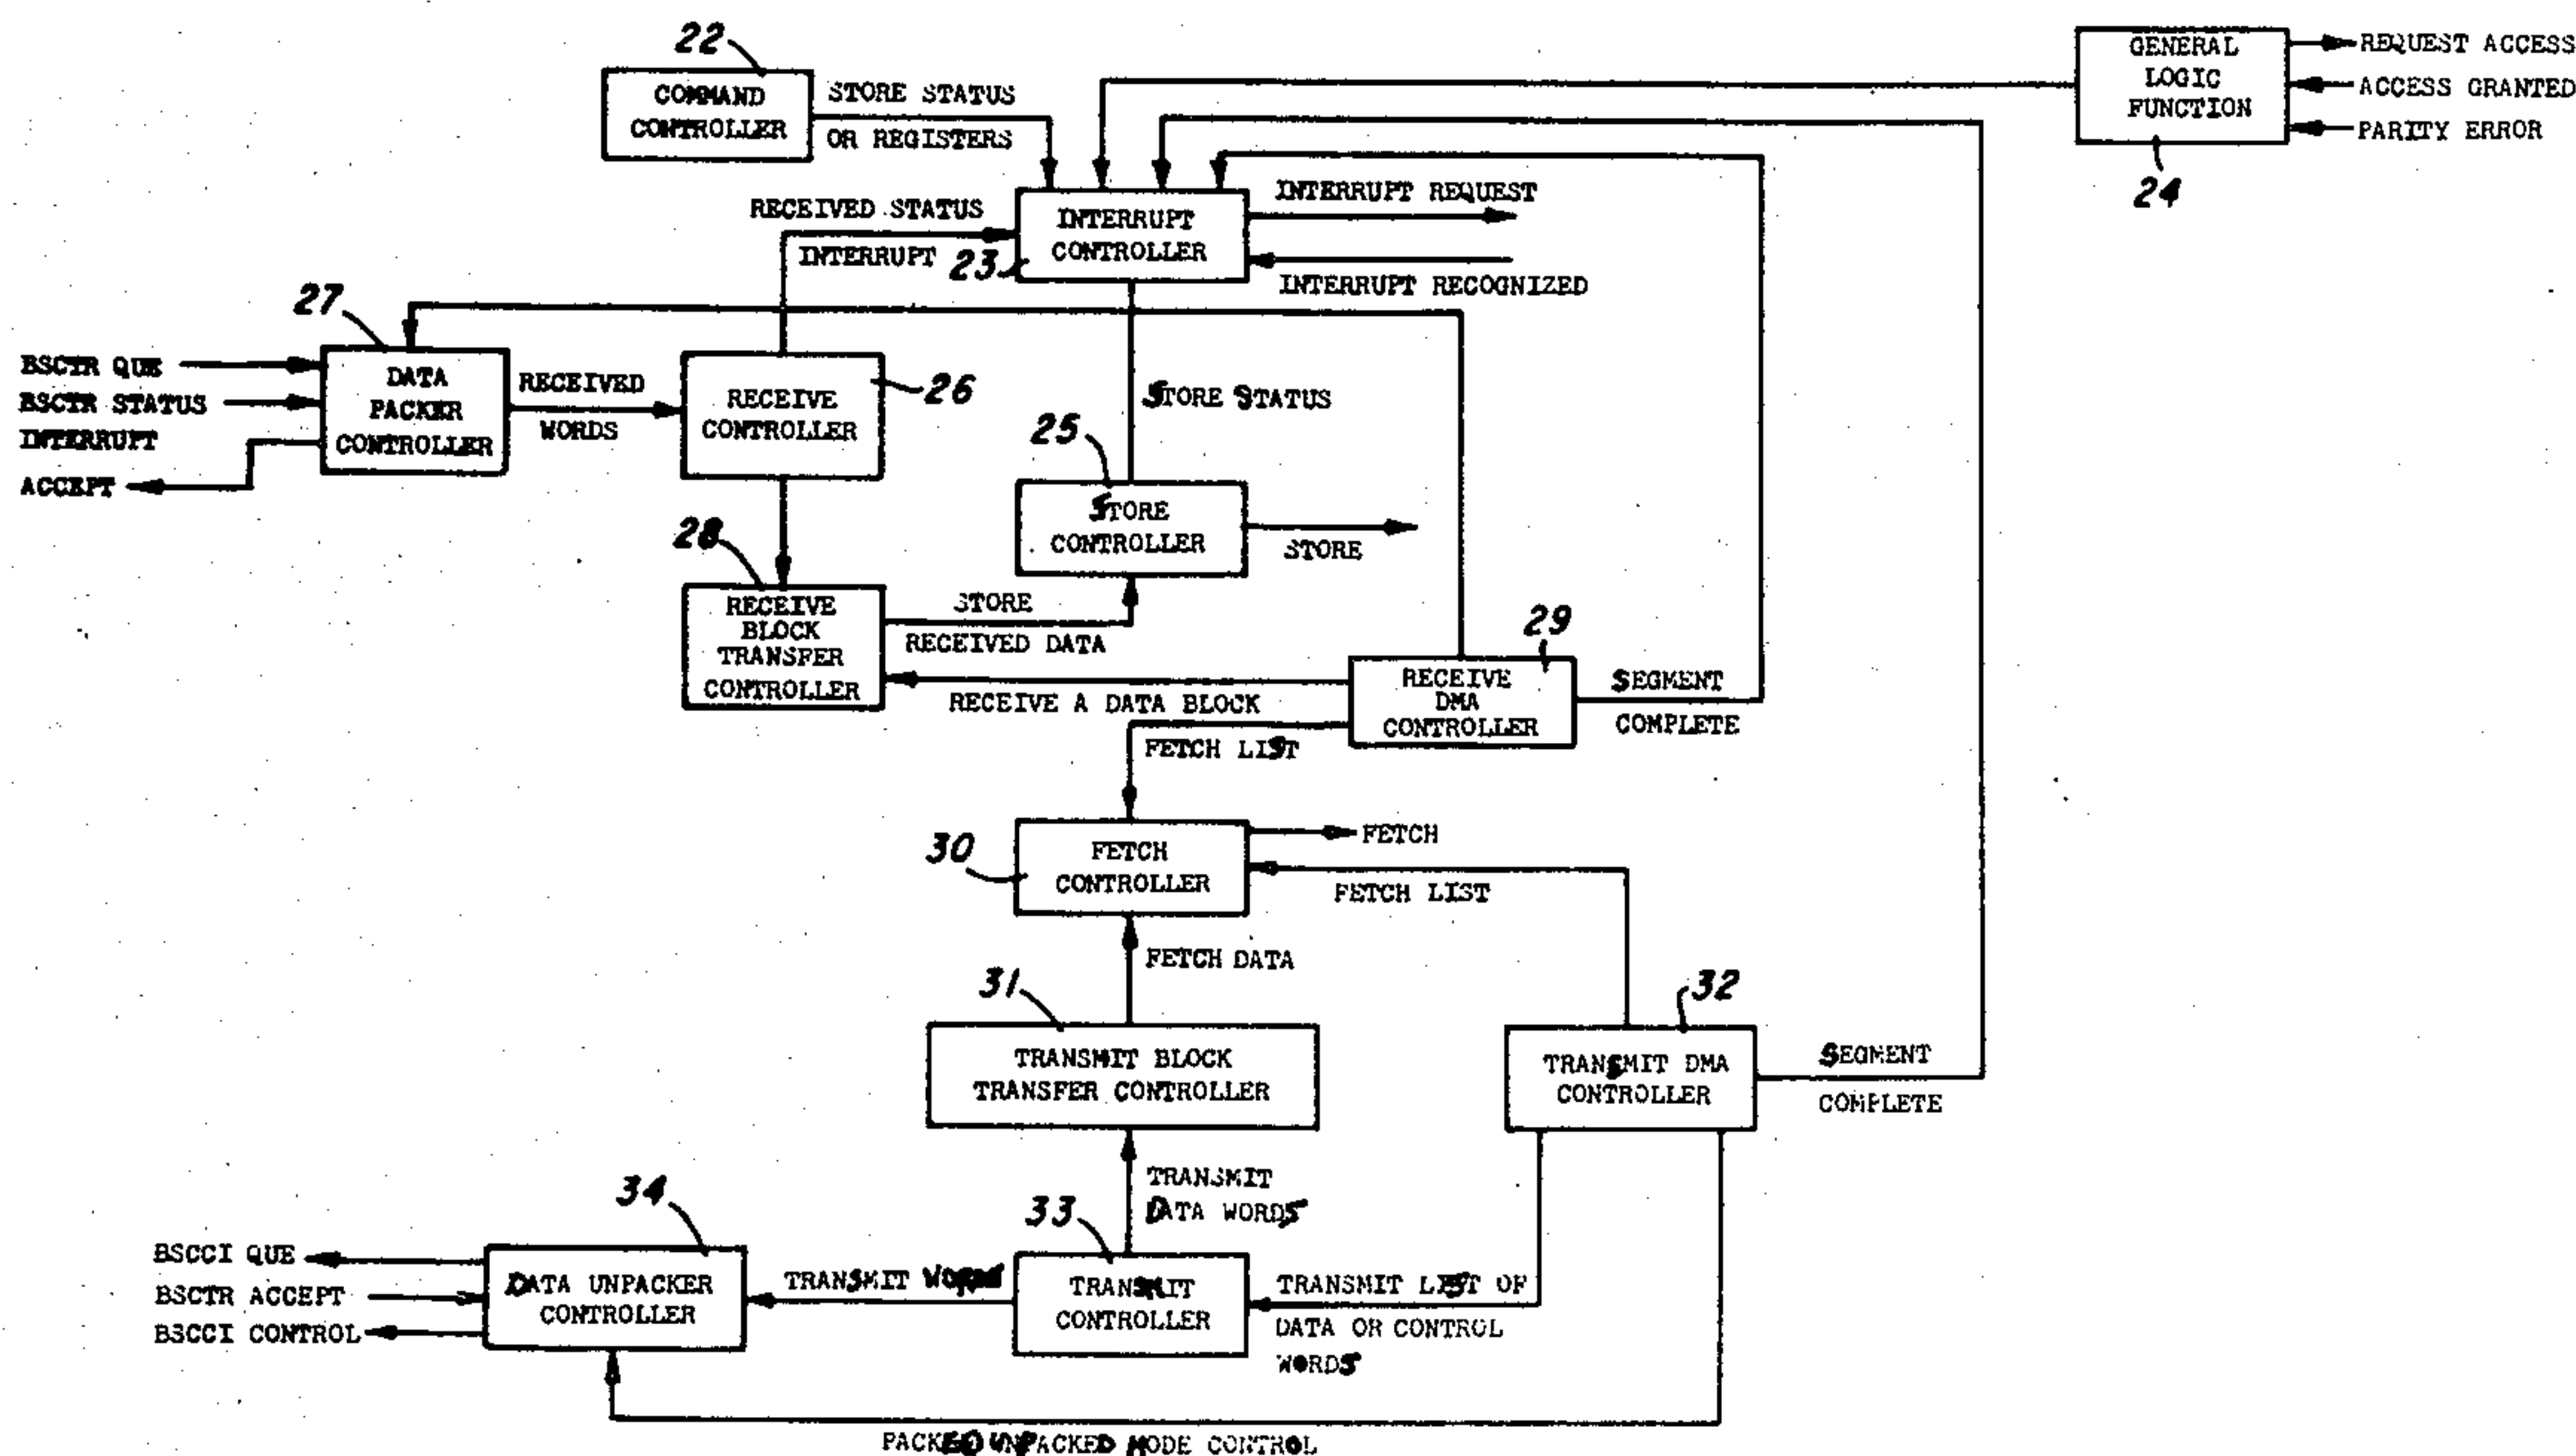 22
COMMAND
CONTROLLER
STORE STATUS
OR REGISTERS
GENERAL
LOGIC
FUNCTION
24
REQUEST ACCESS
ACCESS GRANTED
PARITY ERROR
RECEIVED STATUS
INTERRUPT
23
INTERRUPT
CONTROLLER
INTERRUPT REQUEST
INTERRUPT RECOGNIZED
27
BSCTR QUE
BSCTR STATUS
INTERRUPT
ACCEPT
DATA
PACKER
CONTROLLER
RECEIVED
WORDS
RECEIVE
CONTROLLER
26
STORE STATUS
25
STORE
CONTROLLER
STORE
28
RECEIVE
BLOCK
TRANSFER
CONTROLLER
STORE
RECEIVED DATA
29
RECEIVE
DMA
CONTROLLER
SEGMENT
COMPLETE
RECEIVE A DATA BLOCK
FETCH LIST
30
FETCH
CONTROLLER
FETCH
FETCH LIST
FETCH DATA
31
TRANSMIT BLOCK
TRANSFER CONTROLLER
32
TRANSMIT DMA
CONTROLLER
SEGMENT
COMPLETE
TRANSMIT
DATA WORDS
34
BSCCI QUE
BSCTR ACCEPT
BSCCI CONTROL
DATA UNPACKER
CONTROLLER
TRANSMIT WORDS
33
TRANSMIT
CONTROLLER
TRANSMIT LIST OF
DATA OR CONTROL
WORDS
PACKED UNPACKED MODE CONTROL